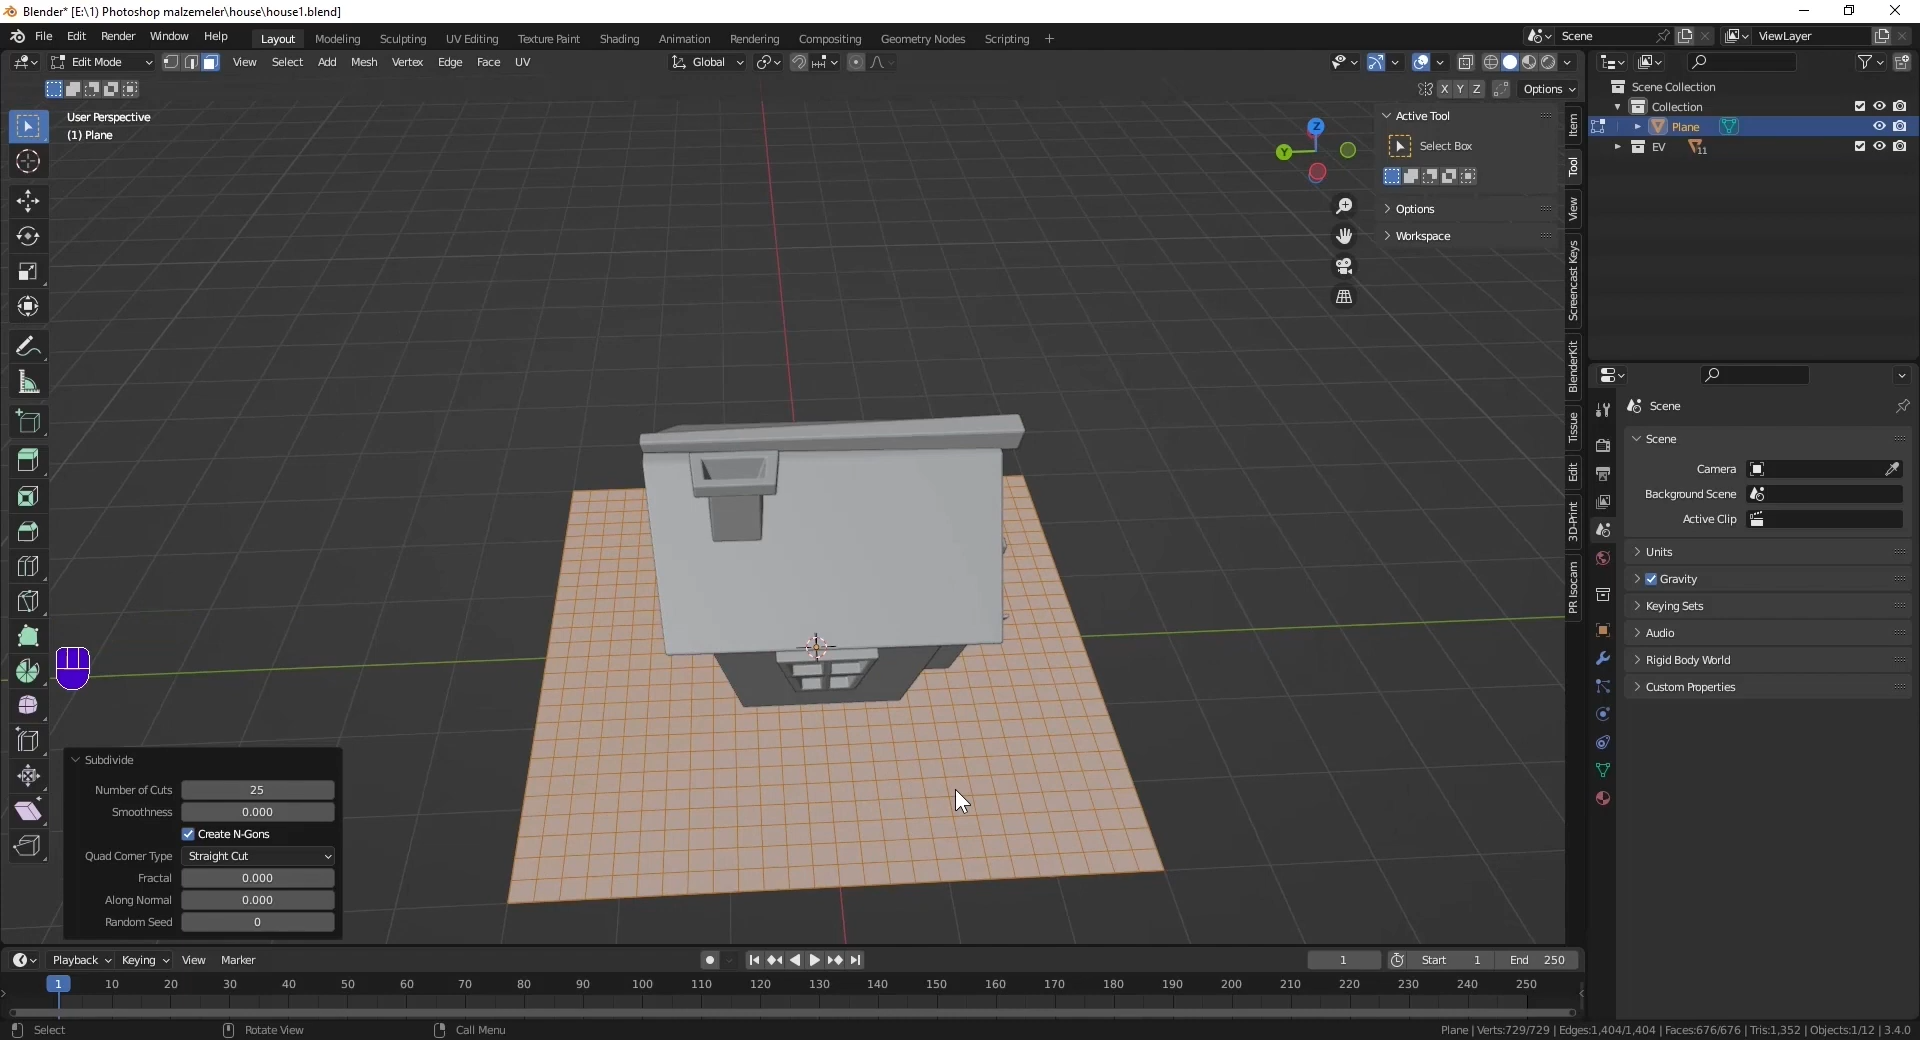 Blender* [E:\1) Photoshop malzemeler\house\house1.blend]
File Edit Render Window Help
Layout Modeling Sculpting UV Editing Texture Paint Shading Animation Rendering Compositing Geometry Nodes Scripting +
Scene ViewLayer
Edit Mode View Select Add Mesh Vertex Edge Face UV
Global
X Y Z Options
User Perspective
(1) Plane
Z
Y
Active Tool
Select Box
Options
Workspace
Item
Tool
View
Screencast Keys
BlenderKit
Tissue
Edit
3D-Print
PR Isocam
Scene Collection
Collection
Plane
EV 11
Scene
Scene
Camera
Background Scene
Active Clip
Units
Gravity
Keying Sets
Audio
Rigid Body World
Custom Properties
Subdivide
Number of Cuts 25
Smoothness 0.000
Create N-Gons
Quad Corner Type Straight Cut
Fractal 0.000
Along Normal 0.000
Random Seed 0
Playback Keying View Marker
1 Start 1 End 250
1 10 20 30 40 50 60 70 80 90 100 110 120 130 140 150 160 170 180 190 200 210 220 230 240 250
Select Rotate View Call Menu
Plane | Verts:729/729 | Edges:1,404/1,404 | Faces:676/676 | Tris:1,352 | Objects:1/12 | 3.4.0